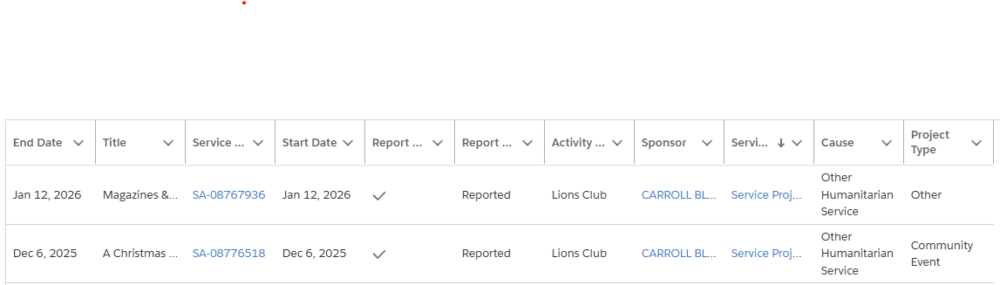 End Date Title Service ... Start Date Report ... Report ... Activity ... Sponsor Servi... Cause Project Type
Jan 12, 2026 Magazines &... SA-08767936 Jan 12, 2026 Reported Lions Club CARROLL BL... Service Proj... Other Humanitarian Service Other
Dec 6, 2025 A Christmas ... SA-08776518 Dec 6, 2025 Reported Lions Club CARROLL BL... Service Proj... Other Humanitarian Service Community Event